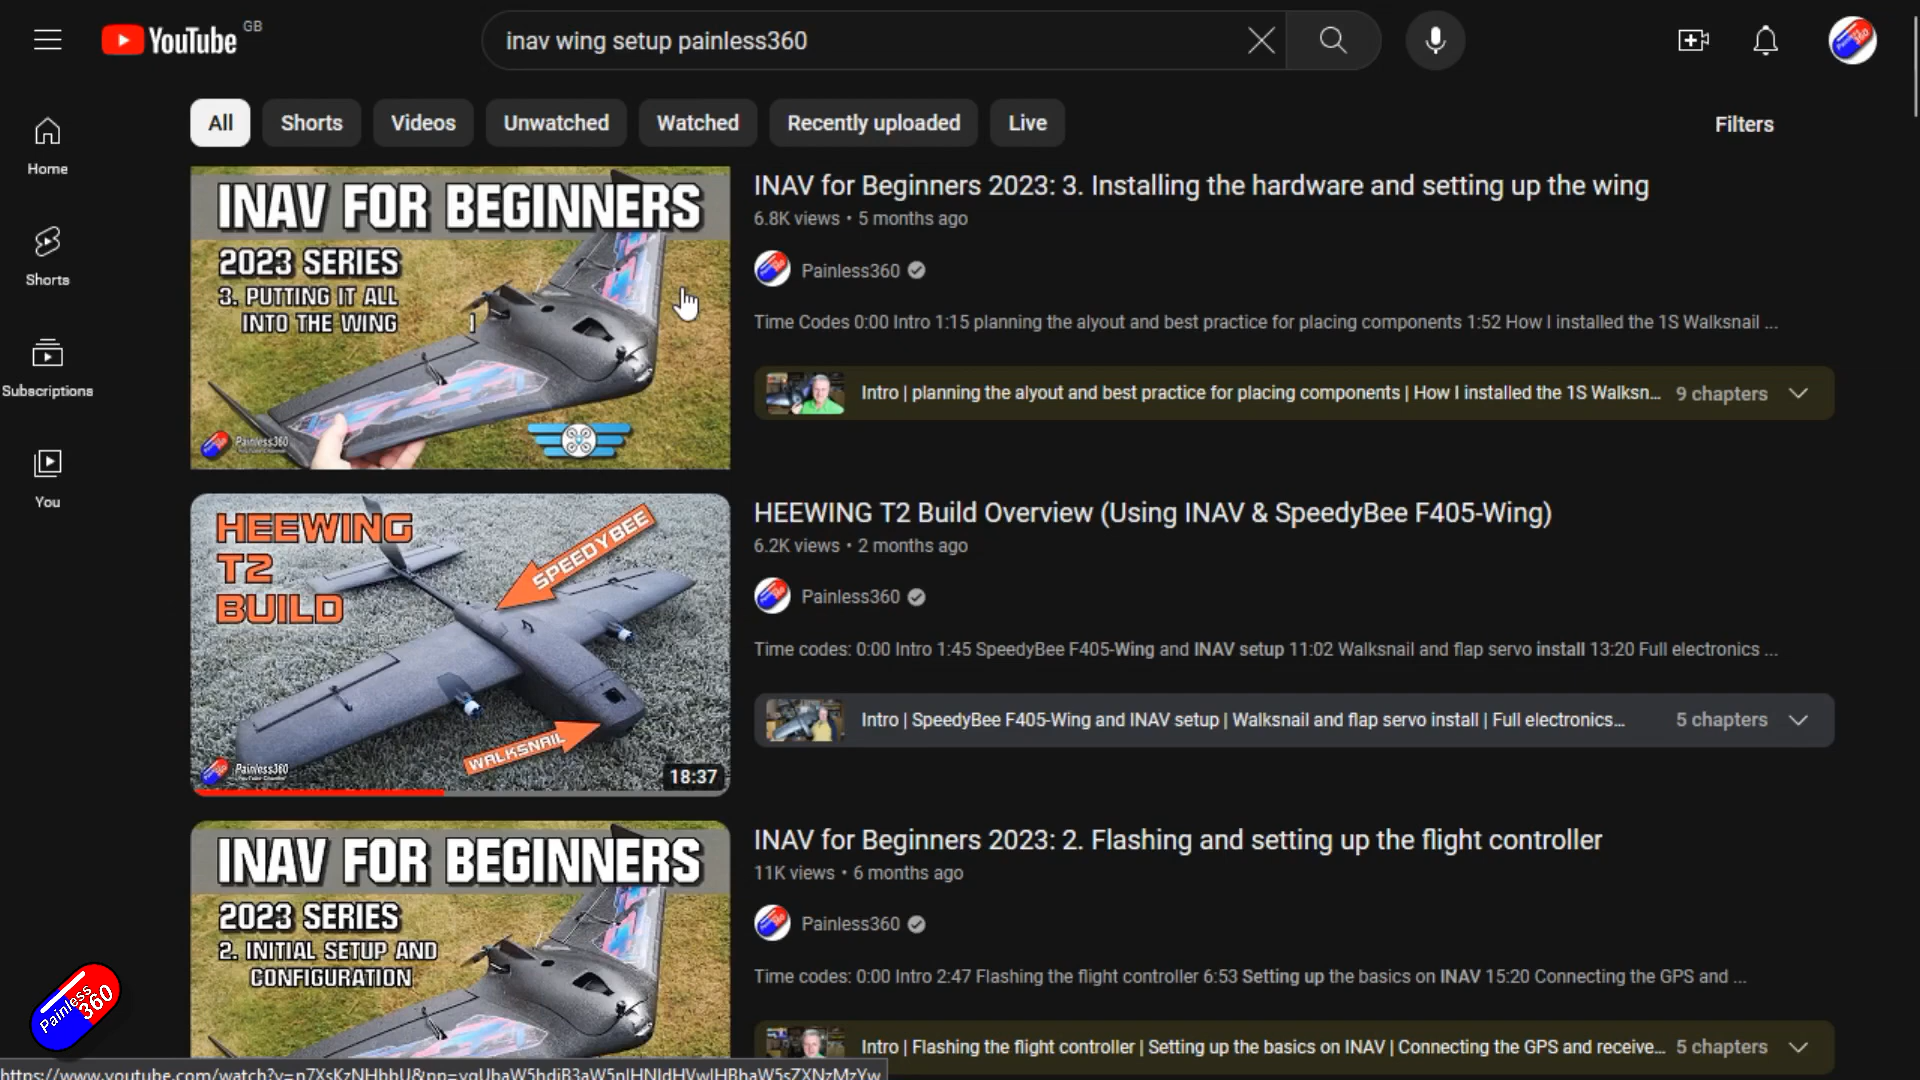 YouTube GB
inav wing setup painless360
All Shorts Videos Unwatched Watched Recently uploaded Live
Filters
Home
Shorts
Subscriptions
You
INAV FOR BEGINNERS
2023 SERIES
3. PUTTING IT ALL
INTO THE WING
Painless360
INAV for Beginners 2023: 3. Installing the hardware and setting up the wing
6.8K views • 5 months ago
Painless360
Time Codes 0:00 Intro 1:15 planning the alyout and best practice for placing components 1:52 How I installed the 1S Walksnail ...
Intro | planning the alyout and best practice for placing components | How I installed the 1S Walksn... 9 chapters
HEEWING
T2
BUILD
SPEEDYBEE
WALKSNAIL
Painless360
18:37
HEEWING T2 Build Overview (Using INAV & SpeedyBee F405-Wing)
6.2K views • 2 months ago
Painless360
Time codes: 0:00 Intro 1:45 SpeedyBee F405-Wing and INAV setup 11:02 Walksnail and flap servo install 13:20 Full electronics ...
Intro | SpeedyBee F405-Wing and INAV setup | Walksnail and flap servo install | Full electronics... 5 chapters
INAV FOR BEGINNERS
2023 SERIES
2. INITIAL SETUP AND
CONFIGURATION
INAV for Beginners 2023: 2. Flashing and setting up the flight controller
11K views • 6 months ago
Painless360
Time codes: 0:00 Intro 2:47 Flashing the flight controller 6:53 Setting up the basics on INAV 15:20 Connecting the GPS and ...
Intro | Flashing the flight controller | Setting up the basics on INAV | Connecting the GPS and receive... 5 chapters
Painless
360